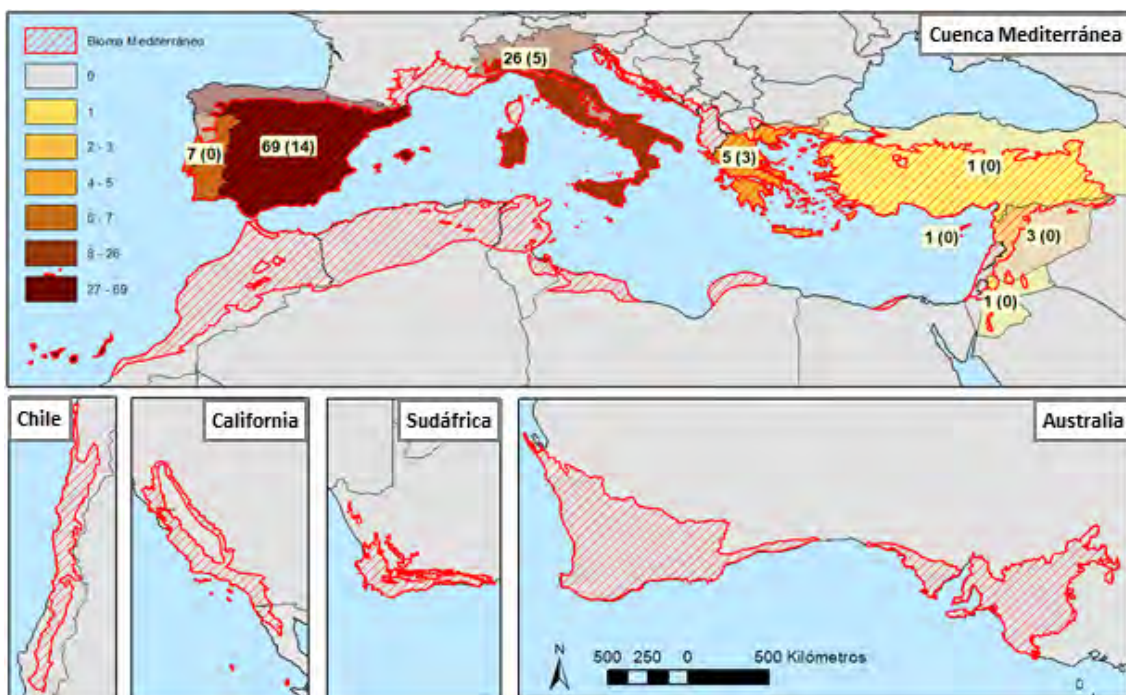 Cuenca Mediterránea
Bioma Mediterráneo
0
1
2 - 3
4 - 5
6 - 7
8 - 26
27 - 69
26 (5)
7 (0)
69 (14)
5 (3)
1 (0)
1 (0)
3 (0)
1 (0)
Chile
California
Sudáfrica
Australia
N
500 250 0 500 Kilómetros